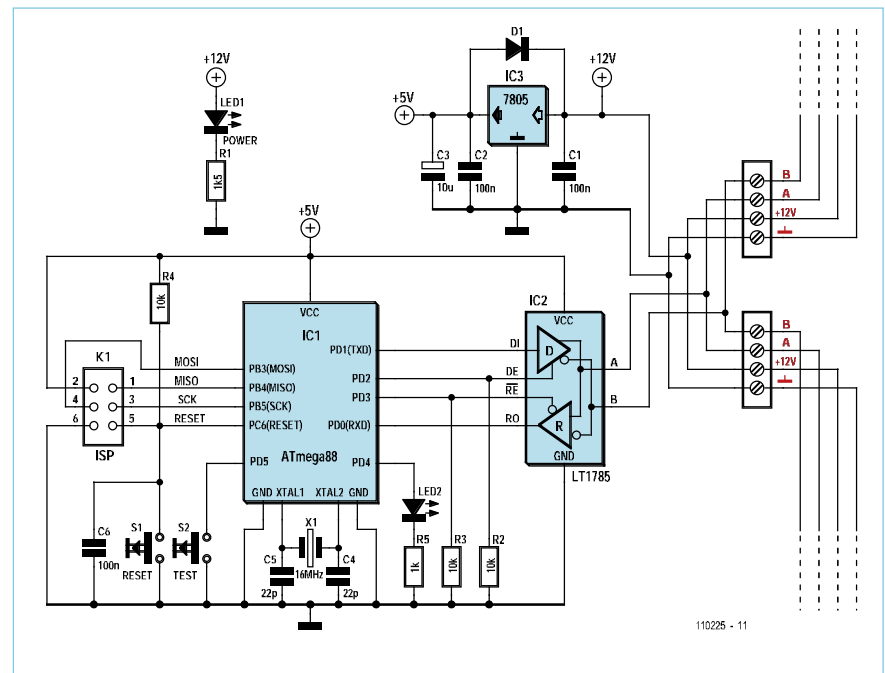 D1
+12V
+12V
IC3
LED1
7805
+5V
POWER
R1
1k5
C3
10u
C2
100n
C1
100n
B
A
+12V
+5V
R4
10k
IC2
VCC
IC1
VCC
DI
D
PD1(TXD)
K1
MOSI
PB3(MOSI)
DE
PD2
A
2
1
MISO
PB4(MISO)
RE
PD3
4
3
SCK
PB5(SCK)
RO
PD0(RXD)
R
B
6
5
RESET
PC6(RESET)
ISP
ATmega88
GND
LT1785
PD5
PD4
B
A
+12V
GND
XTAL1
XTAL2
GND
LED2
X1
16MHz
C6
100n
S1
RESET
S2
TEST
C5
22p
C4
22p
R5
1k
R3
10k
R2
10k
110225 - 11